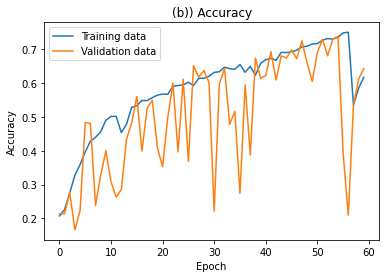 (b)) Accuracy
Training data
Validation data
Accuracy
0.7
0.6
0.5
0.4
0.3
0.2
0
10
20
30
40
50
60
Epoch